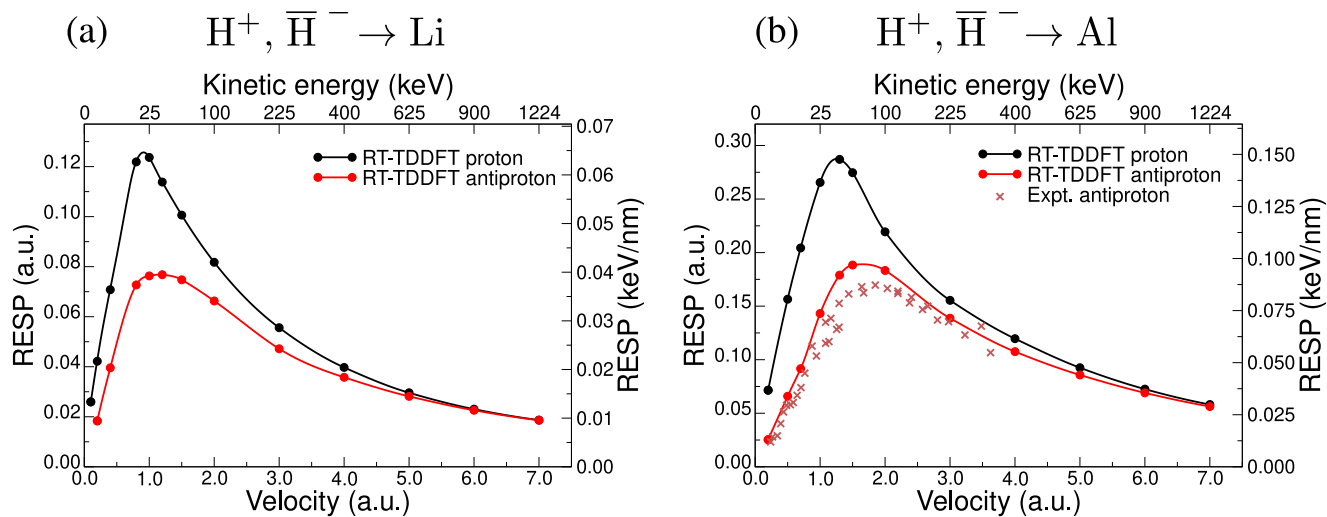 (a) H⁺, H̅ ⁻ → Li
Kinetic energy (keV)
0 25 100 225 400 625 900 1224
RESP (a.u.)
0.12
0.10
0.08
0.06
0.04
0.02
0.00
RT-TDDFT proton
RT-TDDFT antiproton
0.07
0.06
0.05
0.04
0.03
0.02
0.01
0.00
RESP (keV/nm)
0.0 1.0 2.0 3.0 4.0 5.0 6.0 7.0
Velocity (a.u.)
(b) H⁺, H̅ ⁻ → Al
Kinetic energy (keV)
0 25 100 225 400 625 900 1224
RESP (a.u.)
0.30
0.25
0.20
0.15
0.10
0.05
0.00
RT-TDDFT proton
RT-TDDFT antiproton
Expt. antiproton
0.150
0.125
0.100
0.075
0.050
0.025
0.000
RESP (keV/nm)
0.0 1.0 2.0 3.0 4.0 5.0 6.0 7.0
Velocity (a.u.)